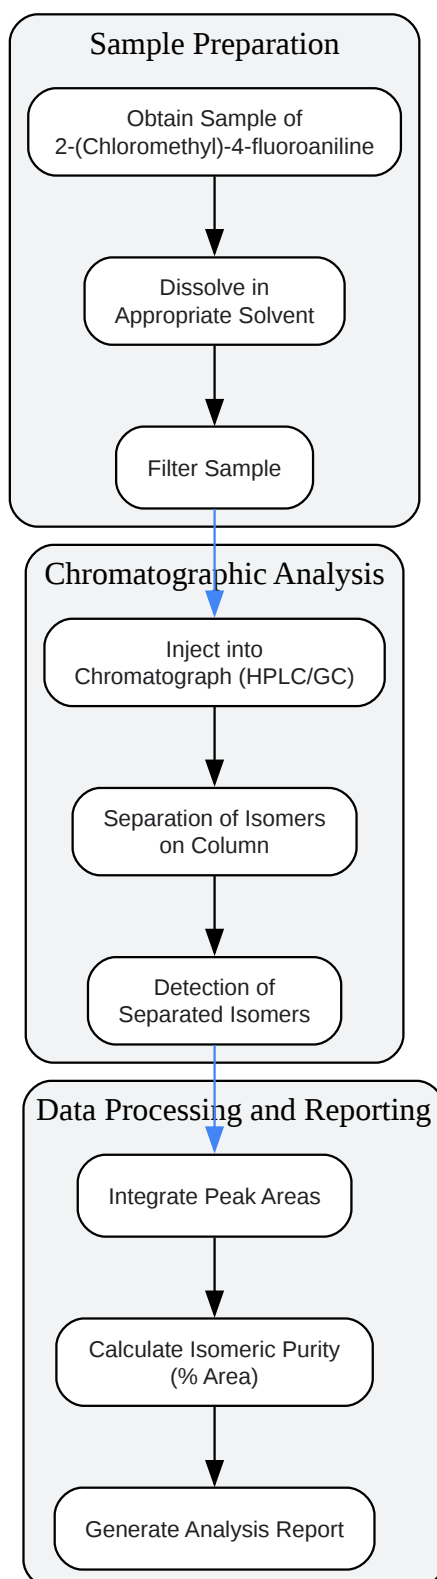 Sample Preparation
Obtain Sample of
2-(Chloromethyl)-4-fluoroaniline
Dissolve in
Appropriate Solvent
Filter Sample
Chromatographic Analysis
Inject into
Chromatograph (HPLC/GC)
Separation of Isomers
on Column
Detection of
Separated Isomers
Data Processing and Reporting
Integrate Peak Areas
Calculate Isomeric Purity
(% Area)
Generate Analysis Report